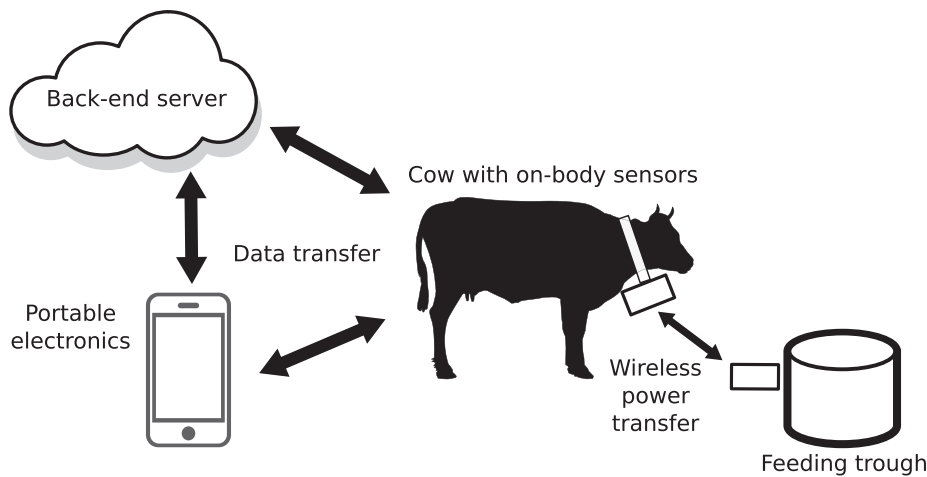 Back-end server
Cow with on-body sensors
Data transfer
Portable
electronics
Wireless
power
transfer
Feeding trough